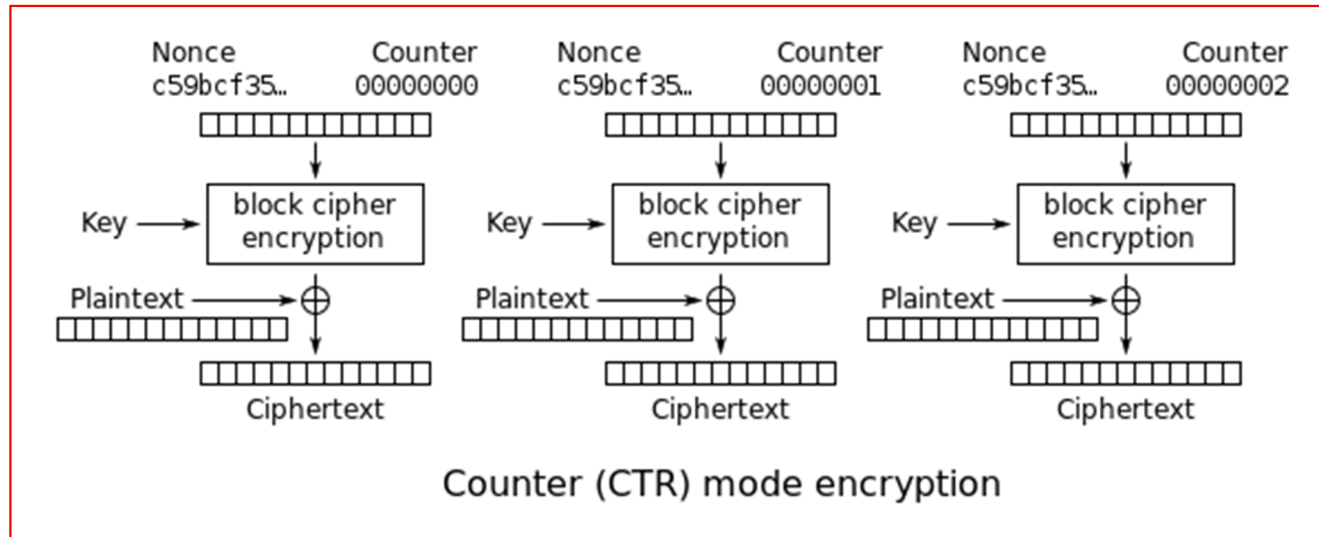 Nonce Counter Nonce Counter Nonce Counter
c59bcf35… 00000000 c59bcf35… 00000001 c59bcf35… 00000002
block cipher block cipher block cipher
Key encryption Key encryption Key encryption
Plaintext Plaintext Plaintext
Ciphertext Ciphertext Ciphertext
Counter (CTR) mode encryption